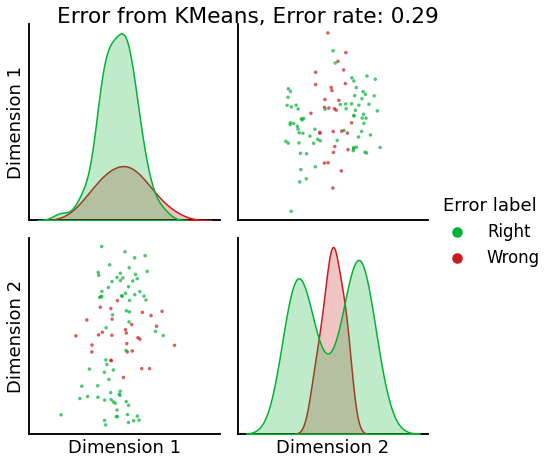 Error from KMeans, Error rate: 0.29
Dimension 1
Error label
Right
Wrong
Dimension 2
Dimension 1
Dimension 2